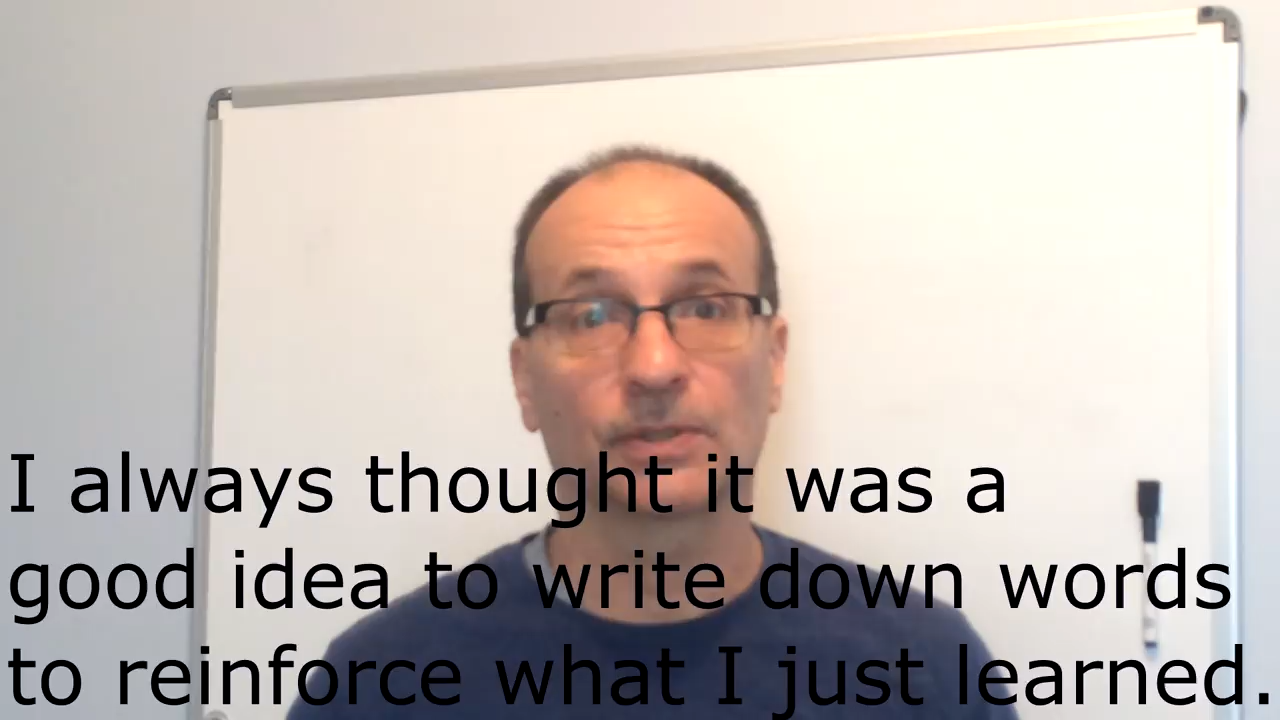 I always thought it was a
good idea to write down words
to reinforce what I just learned.